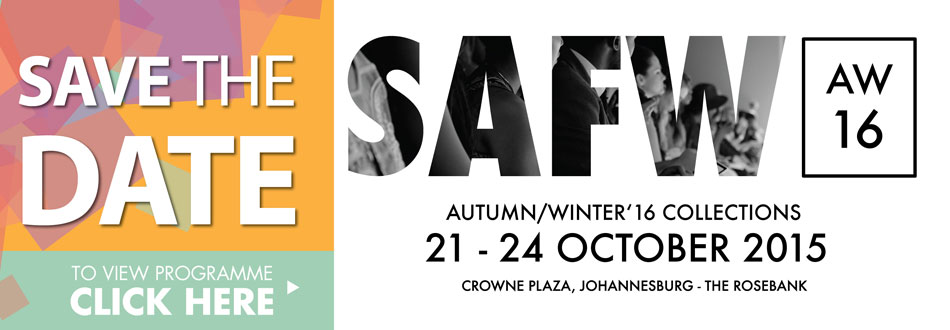 SAVE THE
DATE
TO VIEW PROGRAMME
CLICK HERE
SAFW
AW
16
AUTUMN/WINTER'16 COLLECTIONS
21 - 24 OCTOBER 2015
CROWNE PLAZA, JOHANNESBURG - THE ROSEBANK